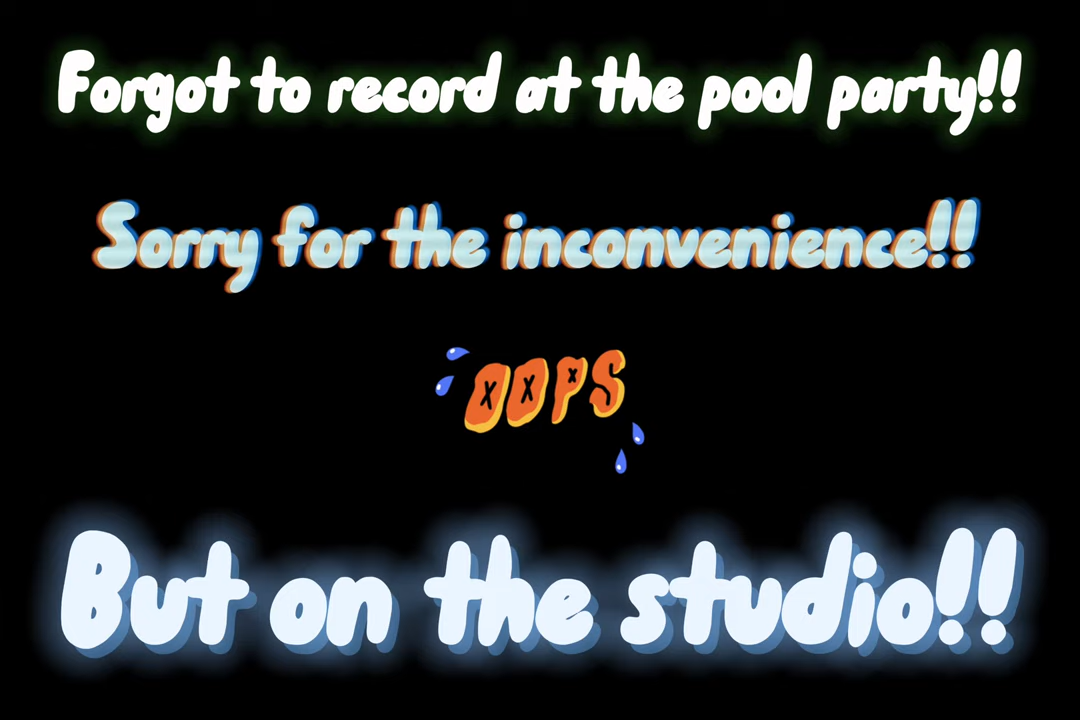 Forgot to record at the pool party!!
Sorry for the inconvenience!!
OOPS
But on the studio!!